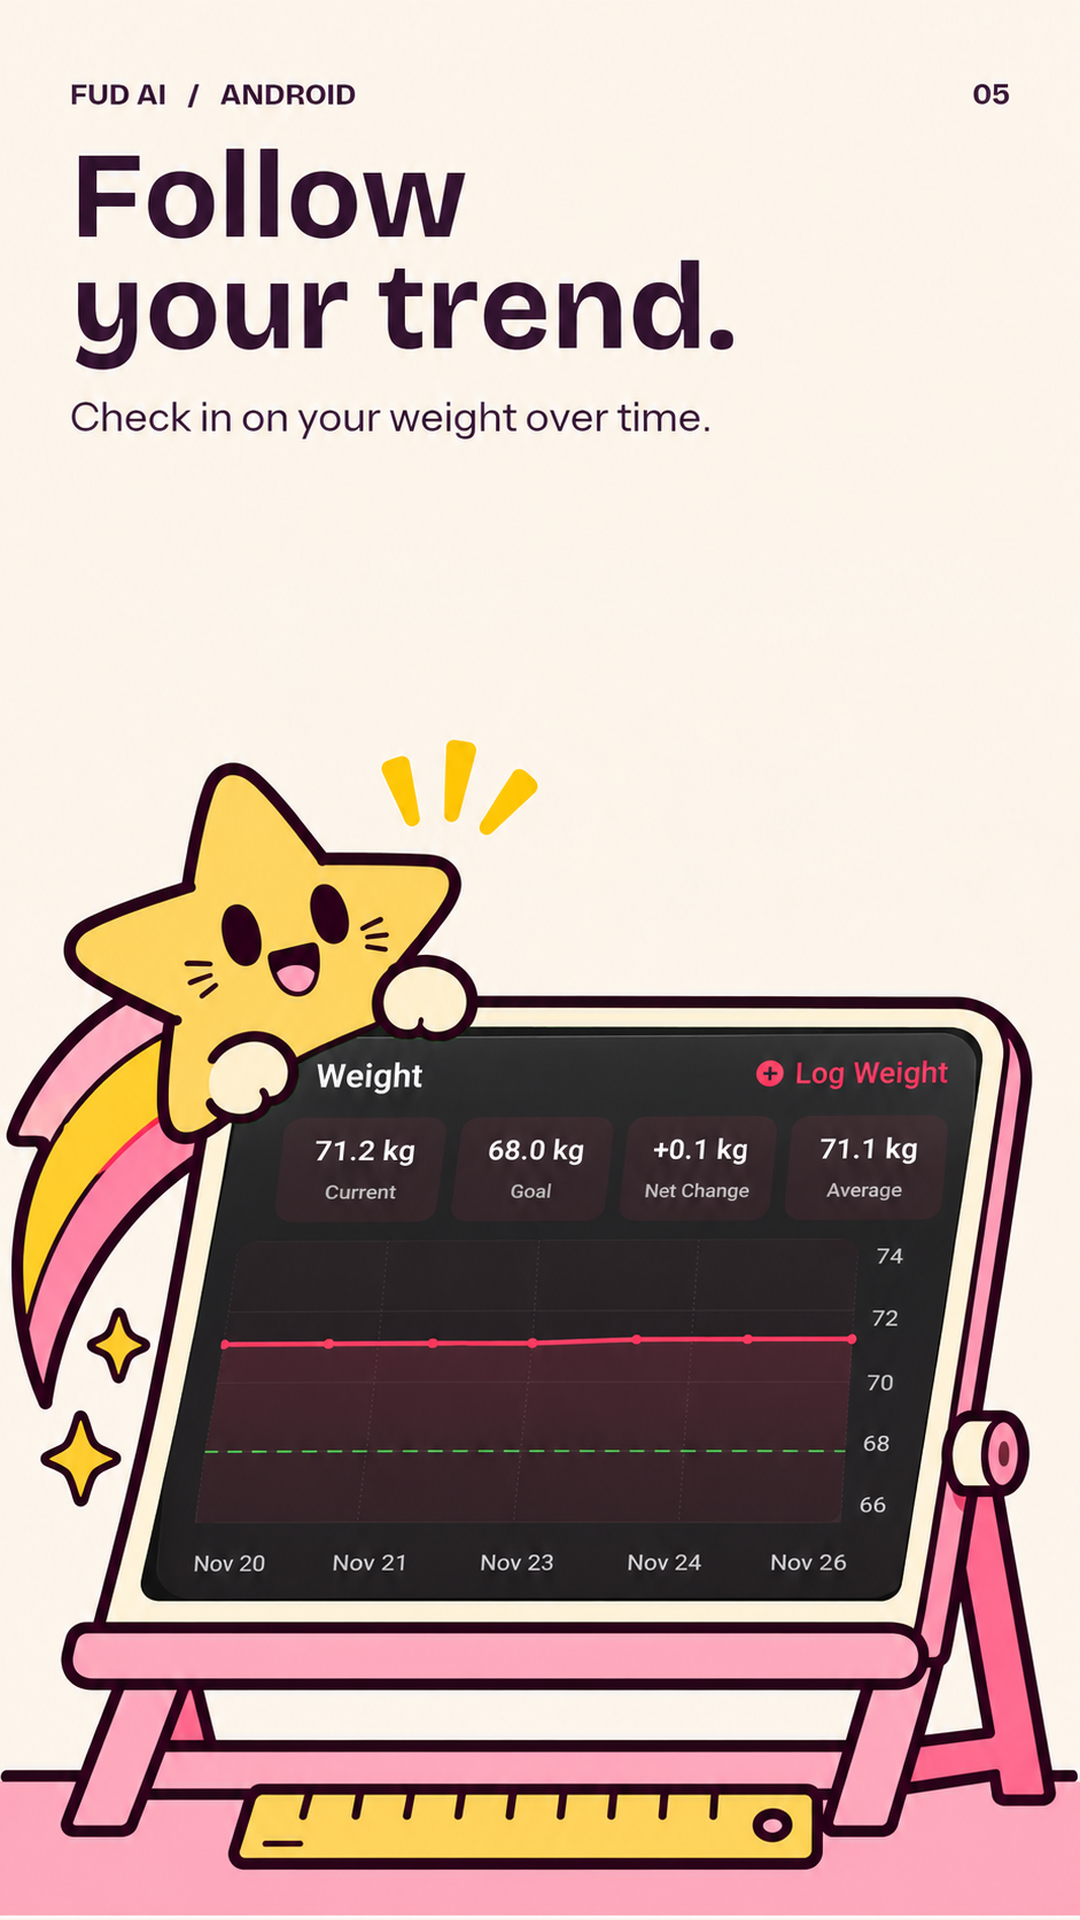 FUD AI / ANDROID 05
Follow
your trend.
Check in on your weight over time.
Weight Log Weight
71.2 kg 68.0 kg +0.1 kg 71.1 kg
Current Goal Net Change Average
74
72
70
68
66
Nov 20 Nov 21 Nov 23 Nov 24 Nov 26